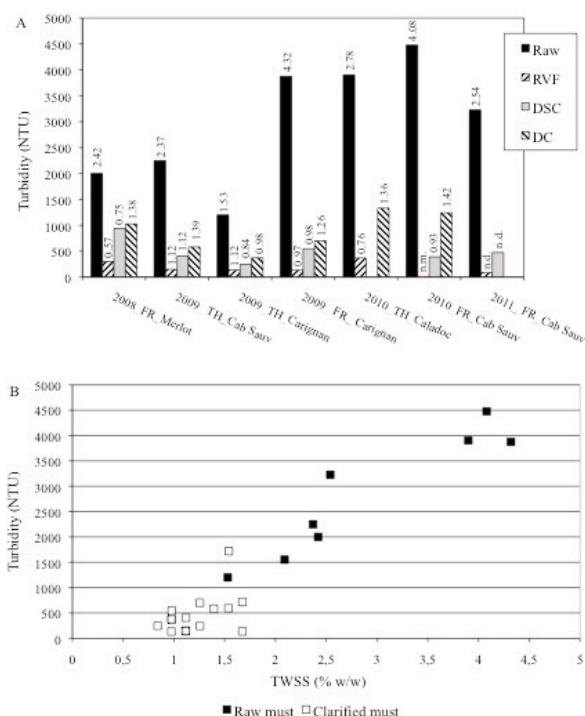 A
5000
4500
4000
3500
3000
2500
2000
1500
1000
500
0
Turbidity (NTU)
2.42
0.57
0.75
1.38
2.37
1.12
1.12
1.39
1.53
1.12
0.84
0.98
4.32
0.97
0.98
1.26
2.78
0.76
1.36
4.08
n.m.
0.93
1.42
2.54
n.d.
n.d.
Raw
RVF
DSC
DC
2008_FR_Merlot
2009_TH_Cab Sauv
2009_TH_Carignan
2009_FR_Carignan
2010_TH_Caladoc
2010_FR_Cab Sauv
2011_FR_Cab Sauv
B
5000
4500
4000
3500
3000
2500
2000
1500
1000
500
0
Turbidity (NTU)
0 0,5 1 1,5 2 2,5 3 3,5 4 4,5 5
TWSS (% w/w)
Raw must Clarified must